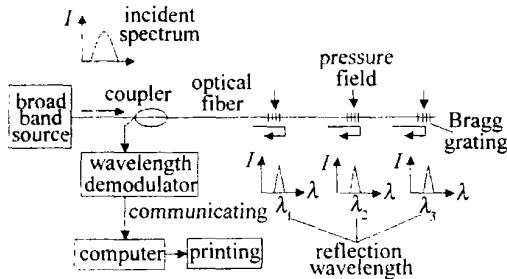 I
incident
spectrum
broad
band
source
coupler
optical
fiber
pressure
field
Bragg
grating
wavelength
demodulator
I
λ
I
λ
I
λ
λ1
λ2
λ3
communicating
computer
printing
reflection
wavelength